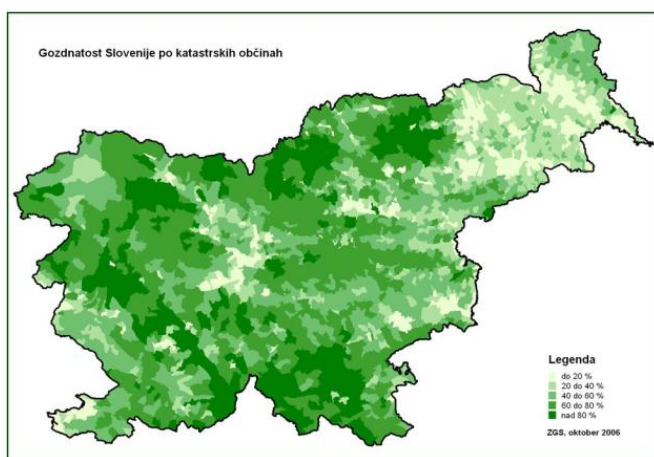 Gozdnatost Slovenije po katastrskih občinah
Legenda
do 20 %
20 do 40 %
40 do 60 %
60 do 80 %
nad 80 %
ZGS, oktober 2006